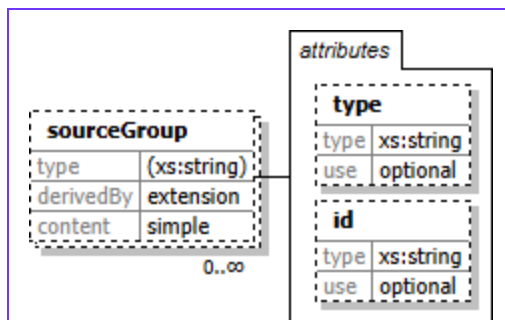 attributes
type
type xs:string
use optional
sourceGroup
type (xs:string)
derivedBy extension
content simple
0..∞
id
type xs:string
use optional